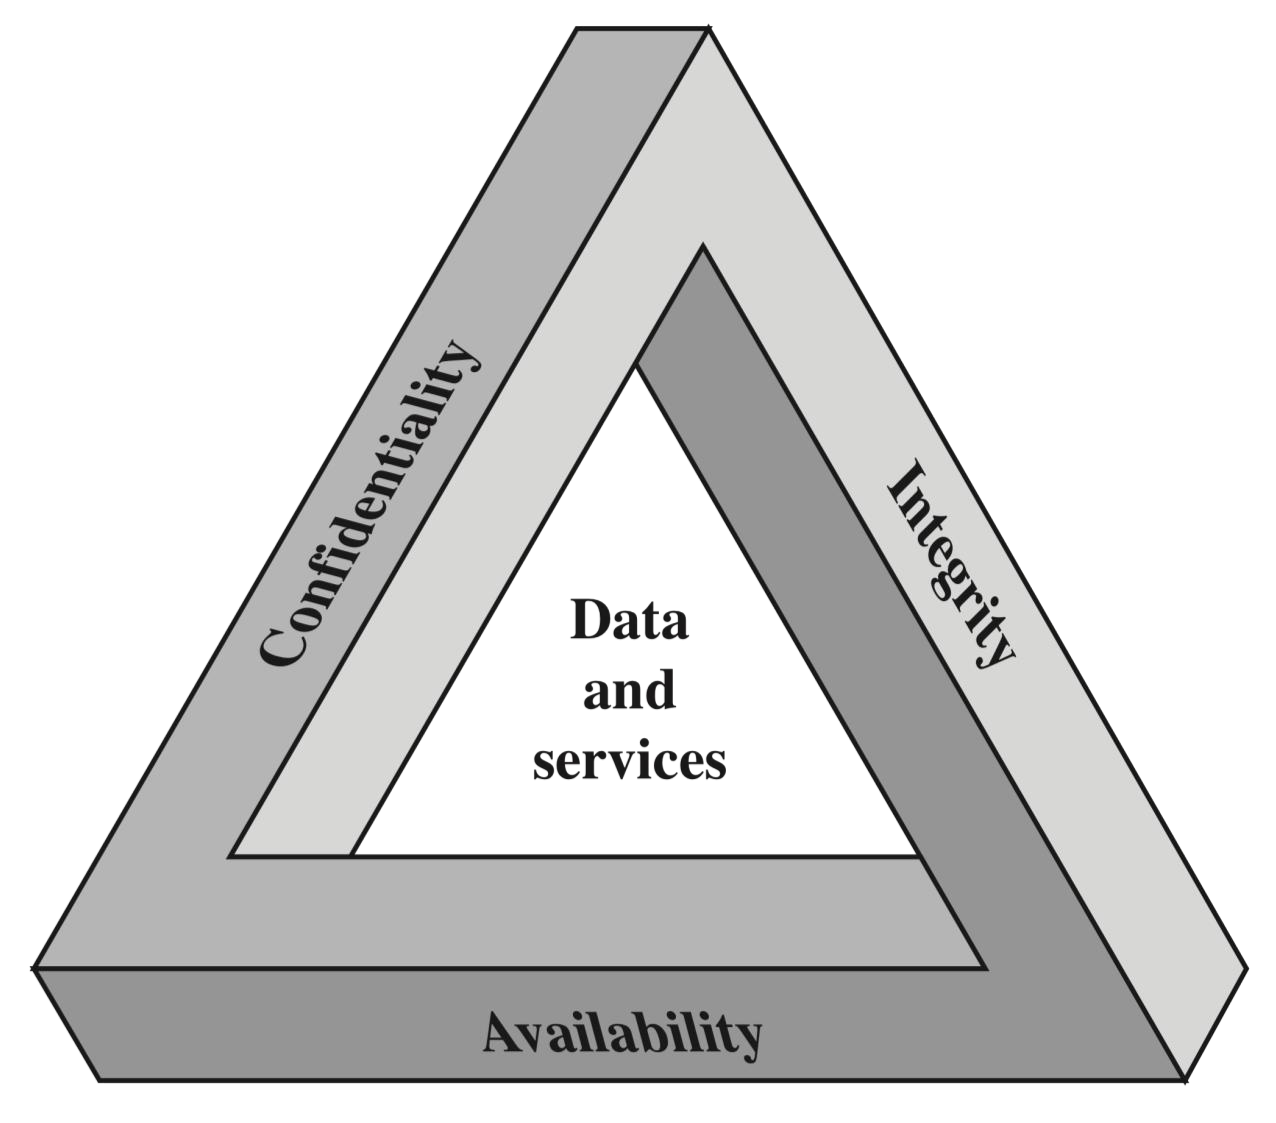 Confidentiality
Integrity
Data
and
services
Availability